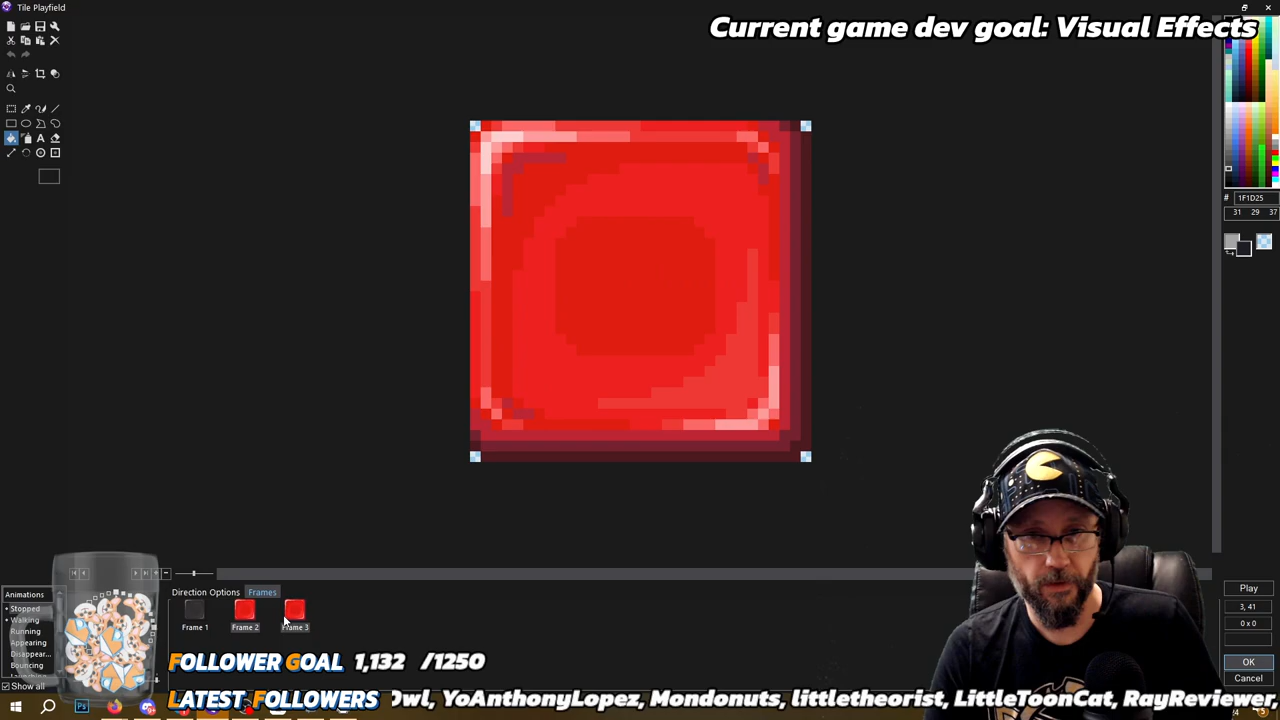 Tile Playfield
Current game dev goal: Visual Effects
# 1F1D25
31 29 37
Animations
Stopped
Walking
Running
Appearing
Disappear...
Bouncing
Show all
Direction Options
Frames
Frame 1
Frame 2
Frame 3
Play
3, 41
0 x 0
OK
Cancel
FOLLOWER GOAL 1,132 /1250
LATEST FOLLOWERS Owl, YoAnthonyLopez, Mondonuts, littletheorist, LittleToonCat, RayReviewer,